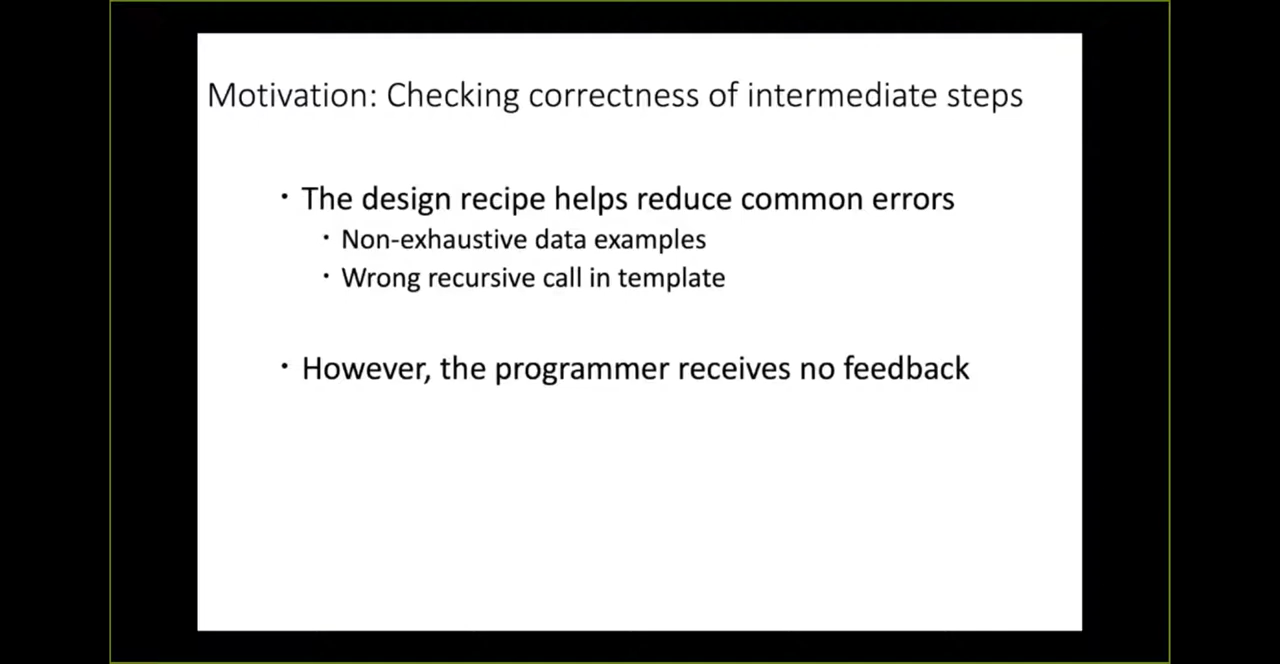 Motivation: Checking correctness of intermediate steps
· The design recipe helps reduce common errors
· Non-exhaustive data examples
· Wrong recursive call in template
· However, the programmer receives no feedback